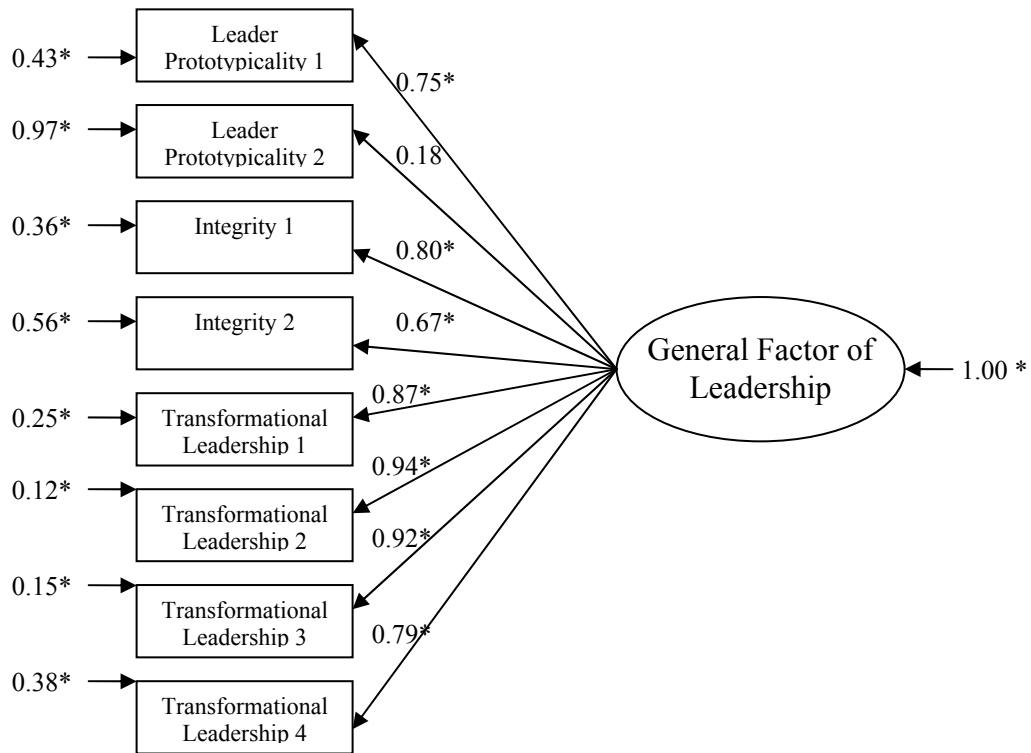 0.43*
Leader
Prototypicality 1
0.75*
0.97*
Leader
Prototypicality 2
0.18
0.36*
Integrity 1
0.80*
0.56*
Integrity 2
0.67*
General Factor of
Leadership
1.00 *
0.25*
Transformational
Leadership 1
0.87*
0.12*
Transformational
Leadership 2
0.94*
0.15*
Transformational
Leadership 3
0.92*
0.38*
Transformational
Leadership 4
0.79*